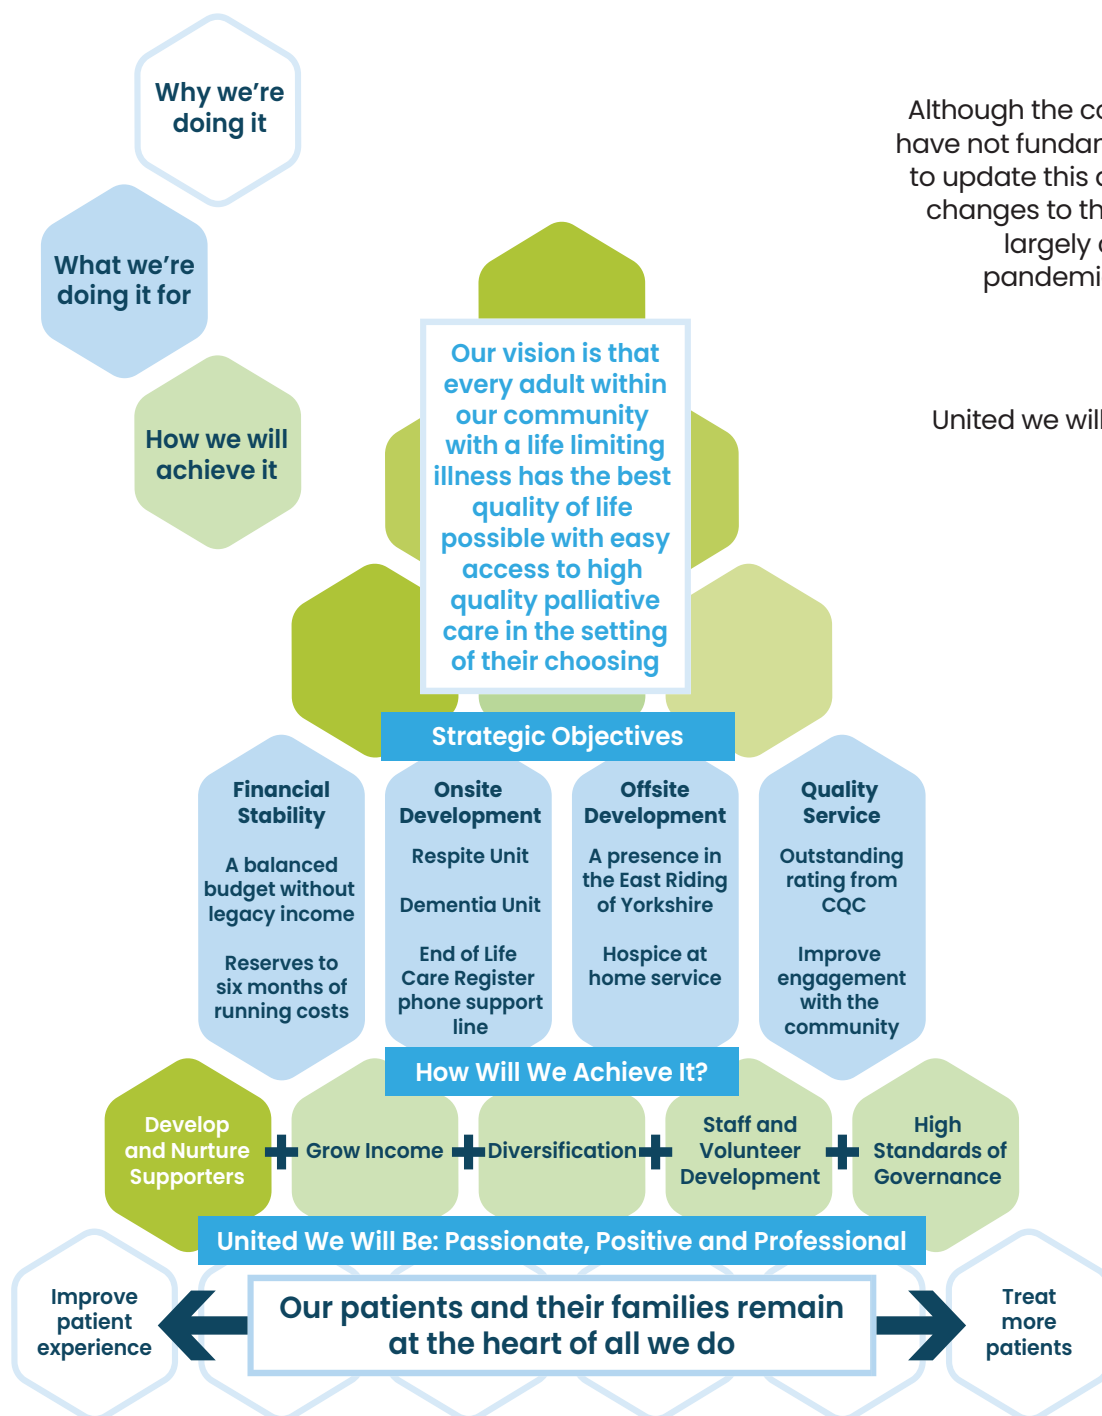 Why we're
doing it
What we're
doing it for
How we will
achieve it
Although the co
have not fundar
to update this
changes to th
largely
pandemi
United we will
Our vision is that
every adult within
our community
with a life limiting
illness has the best
quality of life
possible with easy
access to high
quality palliative
care in the setting
of their choosing
Strategic Objectives
Financial
Stability
A balanced
budget without
legacy income
Reserves to
six months of
running costs
Onsite
Development
Respite Unit
Dementia Unit
End of Life
Care Register
phone support
line
Offsite
Development
A presence in
the East Riding
of Yorkshire
Hospice at
home service
Quality
Service
Outstanding
rating from
CQC
Improve
engagement
with the
community
How Will We Achieve It?
Develop
and Nurture
Supporters
+
Grow Income
+
Diversification
+
Staff and
Volunteer
Development
+
High
Standards of
Governance
United We Will Be: Passionate, Positive and Professional
Improve
patient
experience
Our patients and their families remain
at the heart of all we do
Treat
more
patients